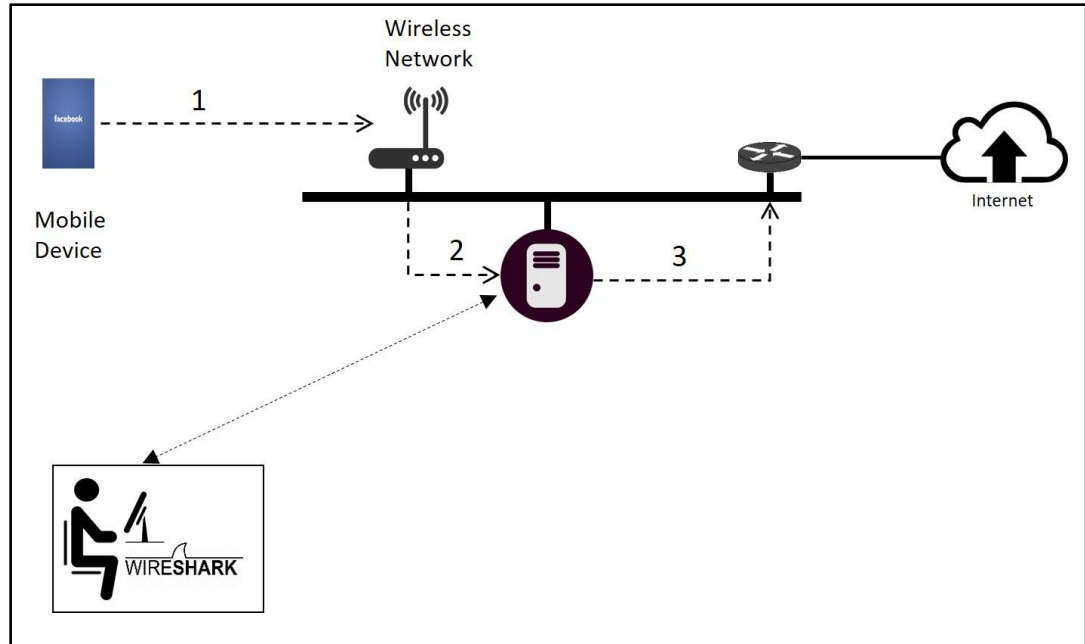 Wireless
Network
facebook
1
Mobile
Device
2
3
Internet
WIRESHARK